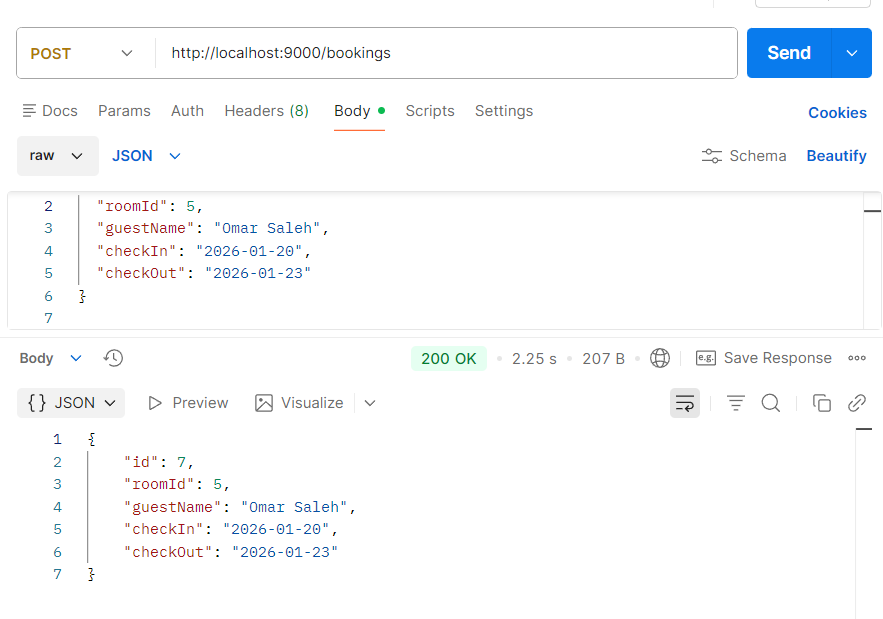 POST http://localhost:9000/bookings Send
Docs Params Auth Headers (8) Body Scripts Settings Cookies
raw JSON Schema Beautify
2 "roomId": 5,
3 "guestName": "Omar Saleh",
4 "checkIn": "2026-01-20",
5 "checkOut": "2026-01-23"
6 }
7
Body 200 OK • 2.25 s • 207 B • e.g. Save Response
{} JSON Preview Visualize
1 {
2 "id": 7,
3 "roomId": 5,
4 "guestName": "Omar Saleh",
5 "checkIn": "2026-01-20",
6 "checkOut": "2026-01-23"
7 }